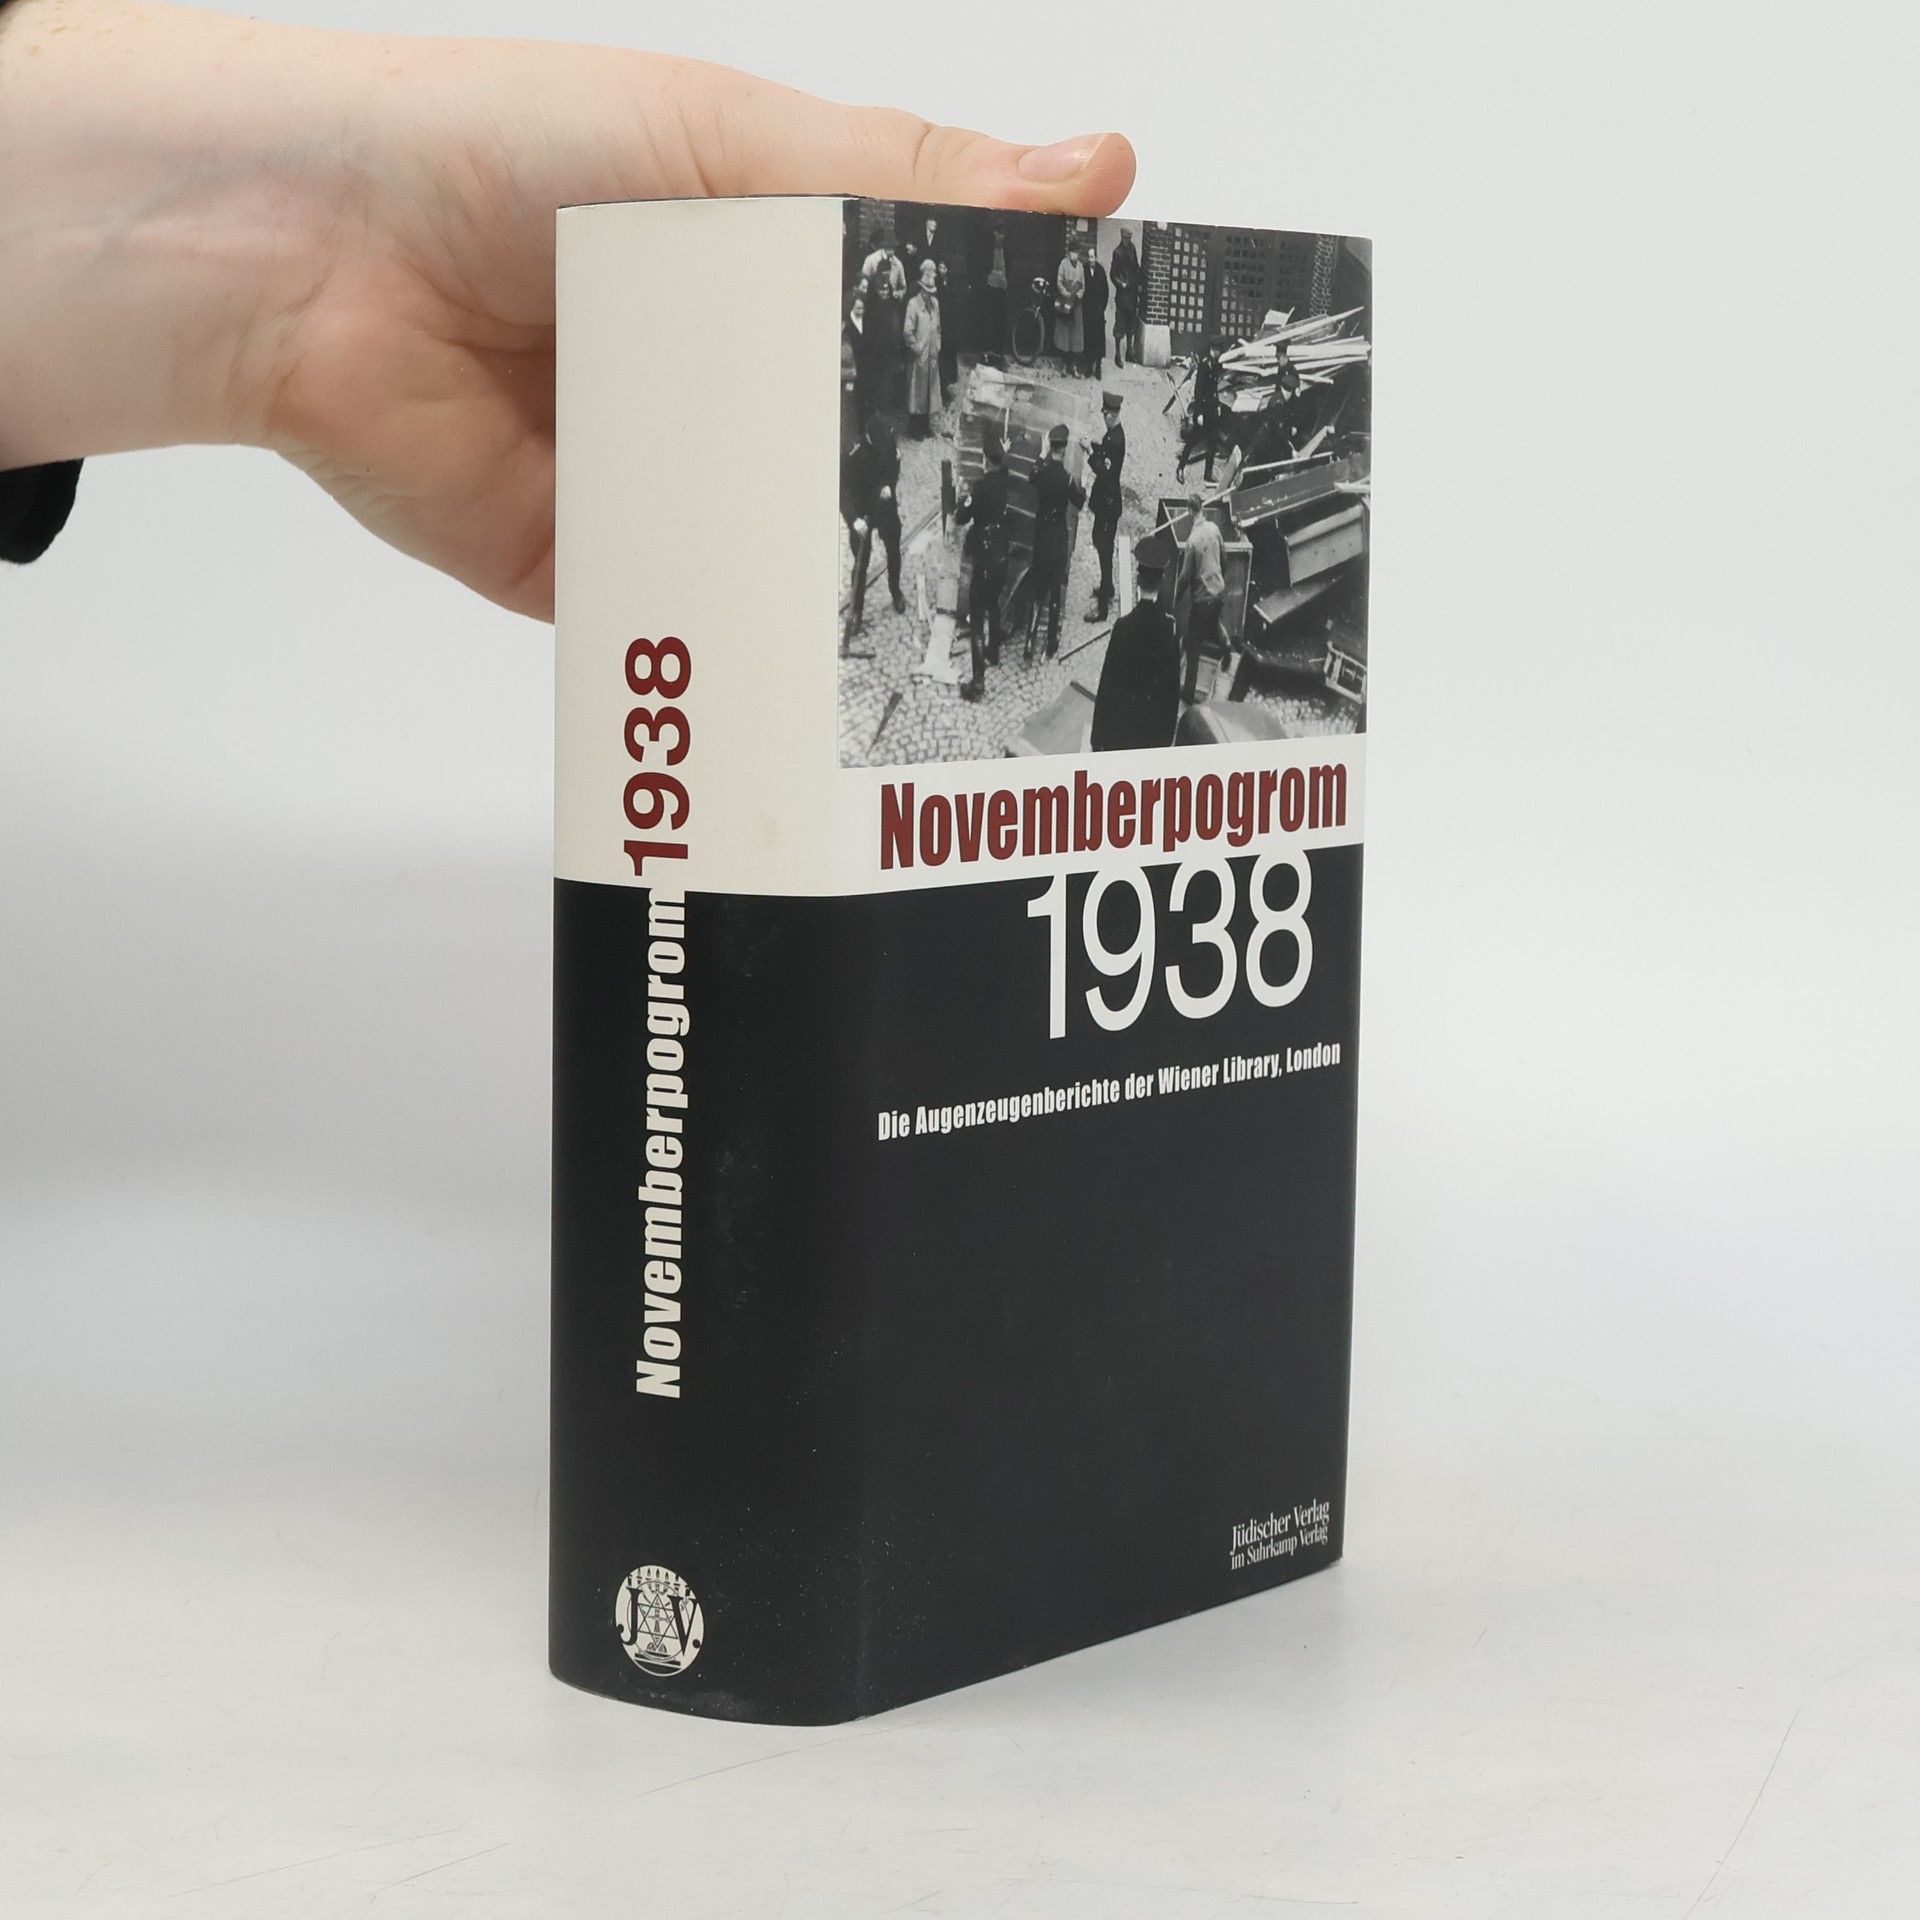 Novemberpogrom 1938
Novemberpogrom
1938
Die Augenzeugenberichte der Wiener Library, London
Jüdischer Verlag
im Suhrkamp Verlag
J.V.